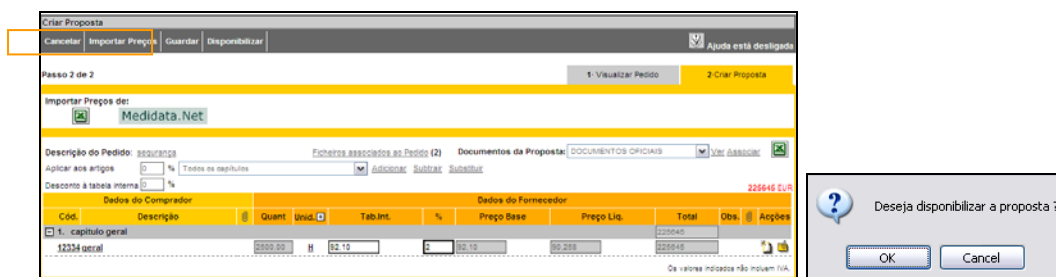 Criar Proposta
Cancelar Importar Preços Guardar Disponibilizar Ajuda está desligada
Passo 2 de 2 1- Visualizar Pedido 2-Criar Proposta
Importar Preços de:
Medidata.Net
Descrição do Pedido: segurança Ficheiros associados ao Pedido (2) Documentos da Proposta: DOCUMENTOS OFICIAIS Ver Associar
Aplicar aos artigos 0 % Todos os capítulos Adicionar Subtrair Substituir
Desconto à tabela interna 0 %
225645 EUR
Dados do Comprador Dados do Fornecedor
Cód. Descrição Quant Unid. Tab.Int. % Preço Base Preço Liq. Total Obs. Acções
1. capitulo geral 225645
12334 geral 2500,00 H 92.10 2 92,10 90,258 225645
Os valores indicados não incluem IVA.
Deseja disponibilizar a proposta ?
OK Cancel